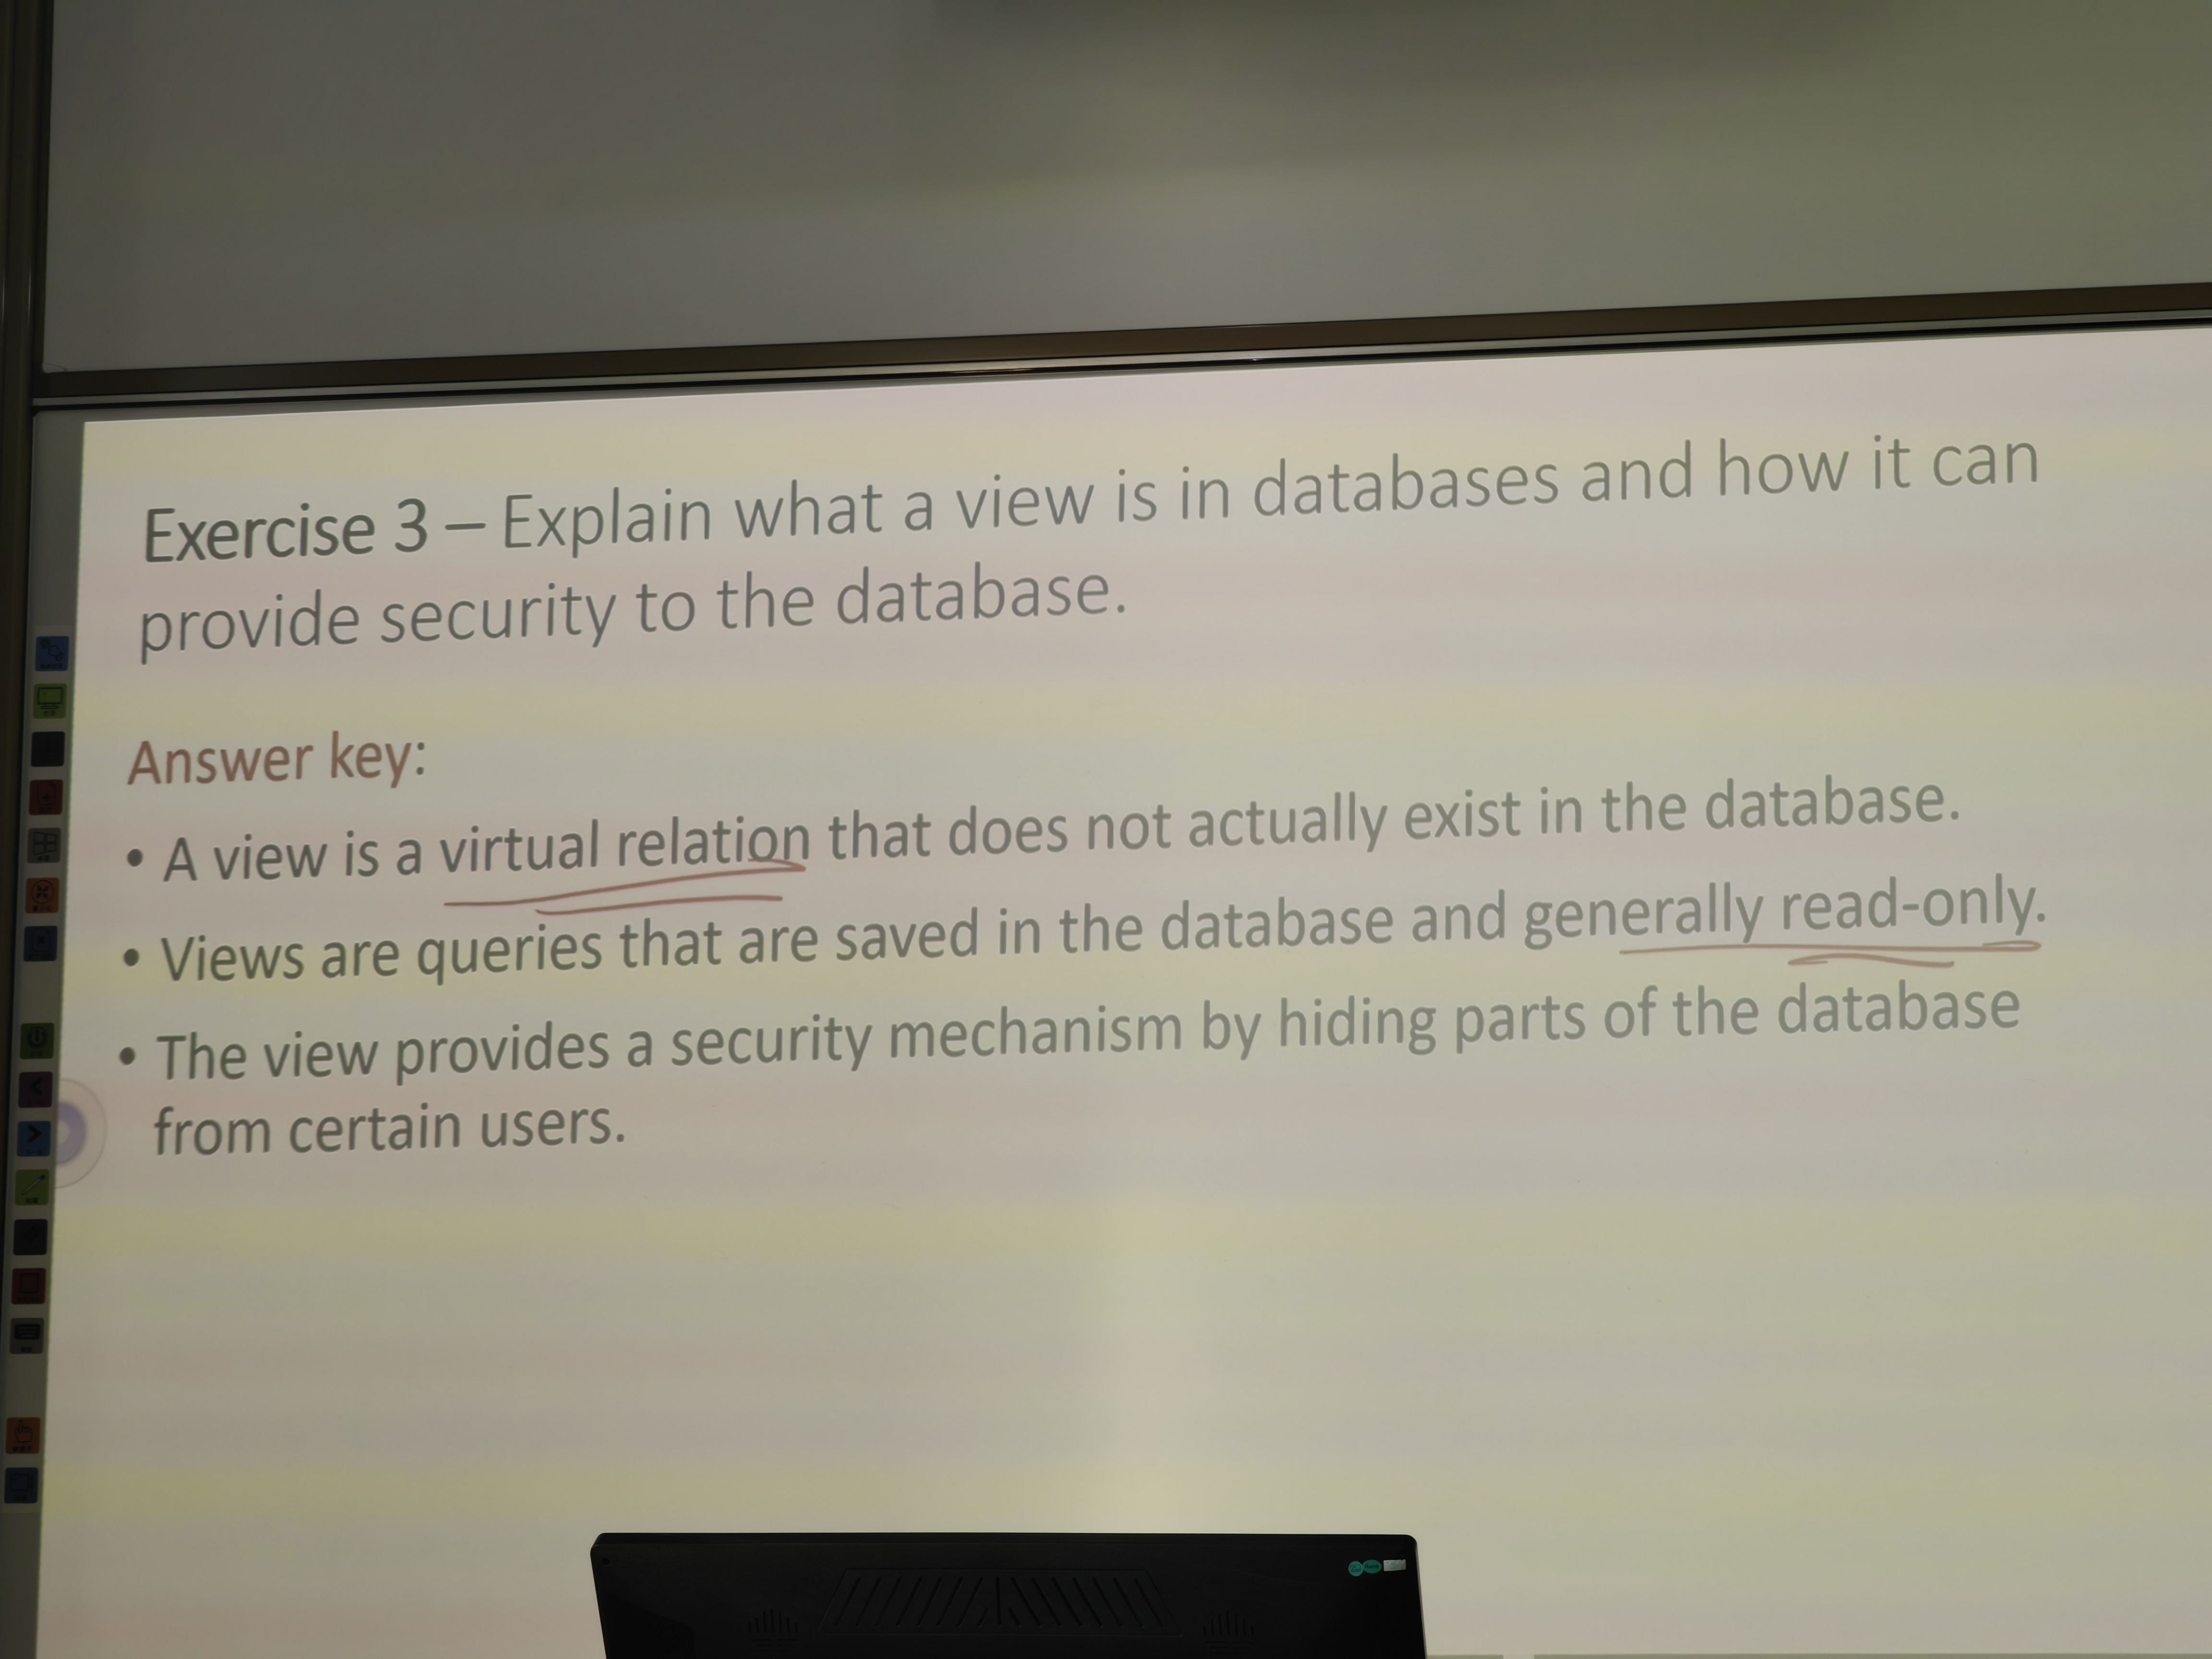 Exercise 3 – Explain what a view is in databases and how it can
provide security to the database.
Answer key:
• A view is a virtual relation that does not actually exist in the database.
• Views are queries that are saved in the database and generally read-only.
• The view provides a security mechanism by hiding parts of the database
from certain users.